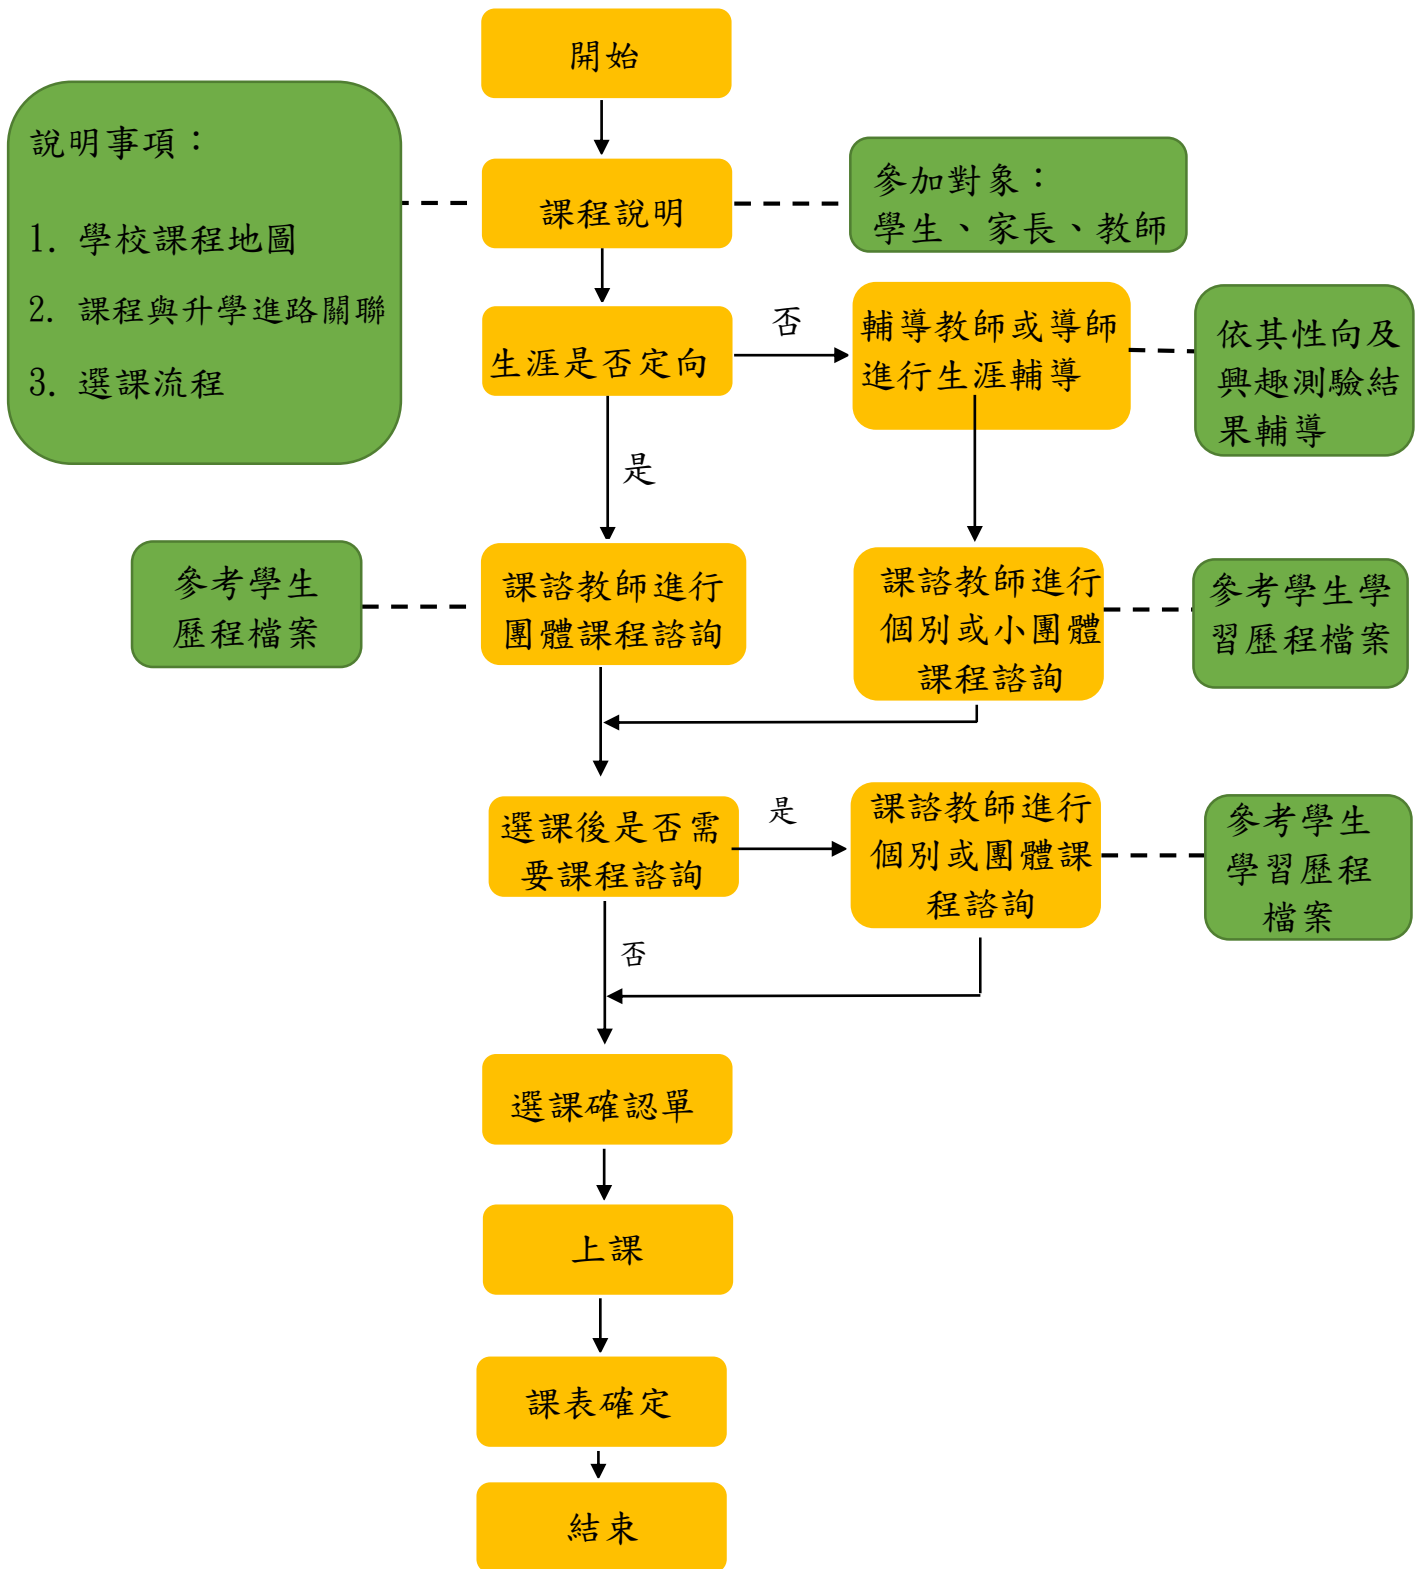 開始
說明事項：
1. 學校課程地圖
2. 課程與升學進路關聯
3. 選課流程
課程說明
參加對象：
學生、家長、教師
生涯是否定向
否
輔導教師或導師
進行生涯輔導
依其性向及
興趣測驗結
果輔導
是
參考學生
歷程檔案
課諮教師進行
團體課程諮詢
課諮教師進行
個別或小團體
課程諮詢
參考學生學
習歷程檔案
選課後是否需
要課程諮詢
是
課諮教師進行
個別或團體課
程諮詢
參考學生
學習歷程
檔案
否
選課確認單
上課
課表確定
結束